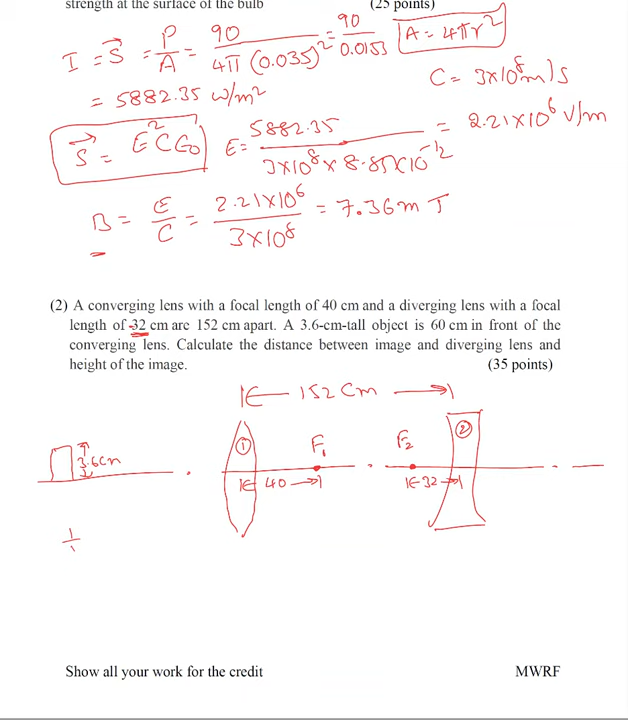 strength at the surface of the bulb (25 points)
I = S⃗ = P/A = 90/4π(0.035)² = 90/0.0153 A = 4πr²
= 5882.35 W/m² C = 3×10⁸ m/s
S⃗ = E²Cϵ₀ E = 5882.35/3×10⁸ × 8.85×10⁻¹² = 2.21×10⁶ V/m
B = E/C = 2.21×10⁶/3×10⁸ = 7.36 m T
(2) A converging lens with a focal length of 40 cm and a diverging lens with a focal
length of -32 cm are 152 cm apart. A 3.6-cm-tall object is 60 cm in front of the
converging lens. Calculate the distance between image and diverging lens and
height of the image. (35 points)
152 Cm
① ②
F₁ F₂
3.6cm
40 32
1/1
Show all your work for the credit MWRF